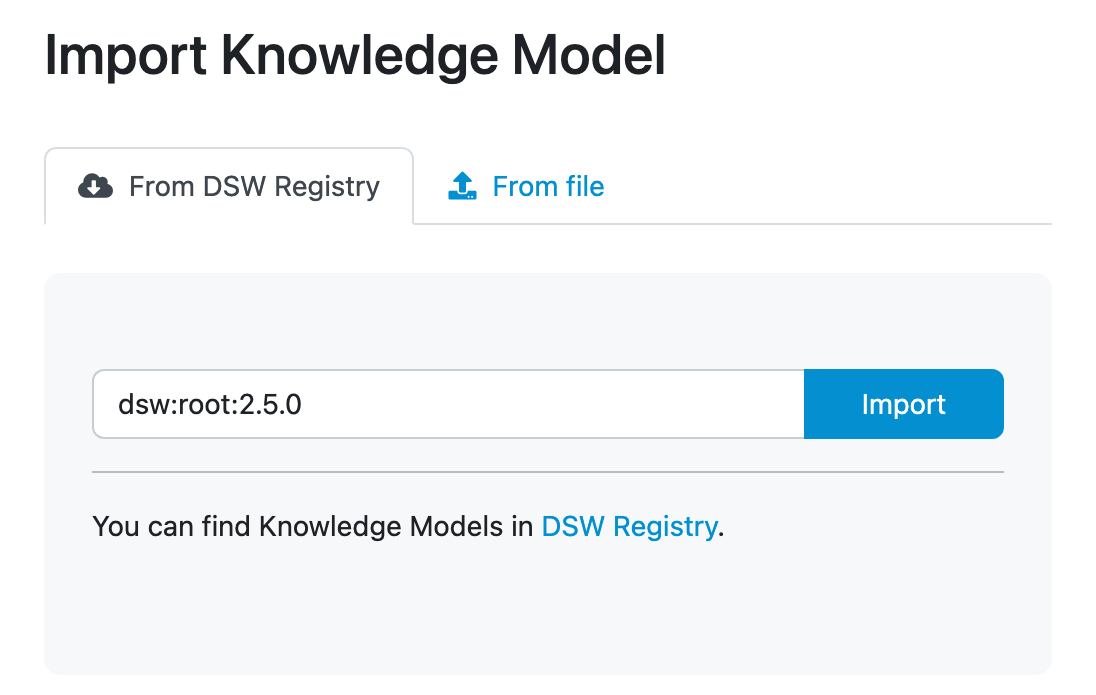 Import Knowledge Model
From DSW Registry
From file
dsw:root:2.5.0
Import
You can find Knowledge Models in DSW Registry.